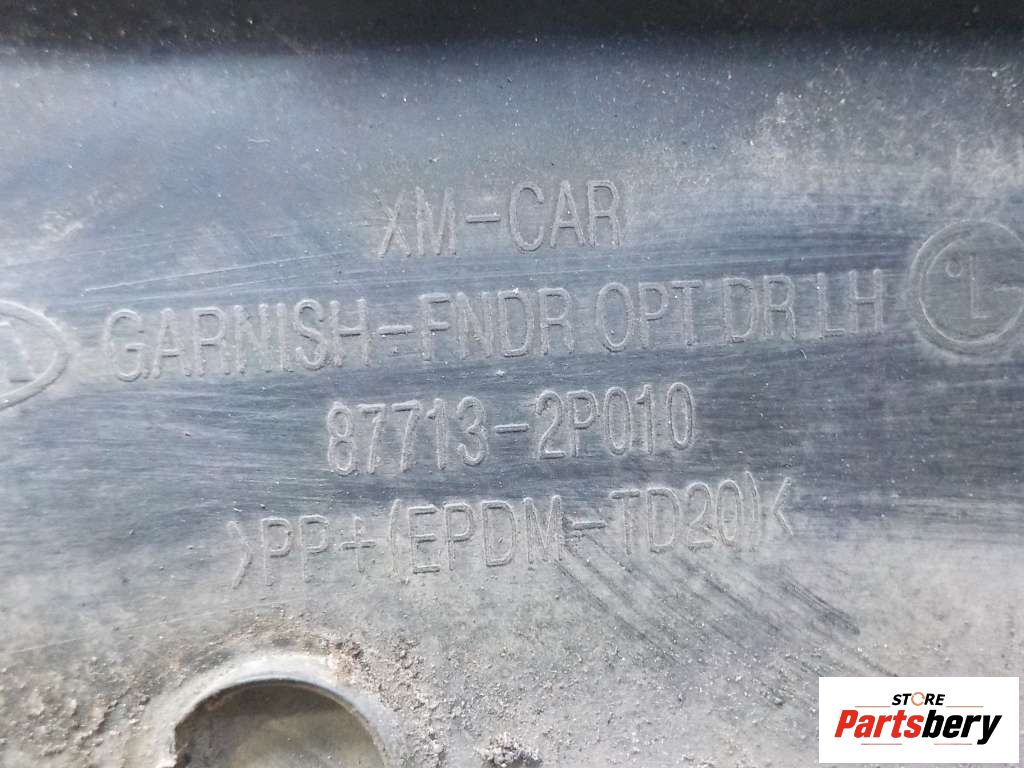 XM-CAR
GARNISH-FNDR OPT DR LH
L
87713-2P010
>PP+(EPDM-TD20)<
STORE
Partsbery